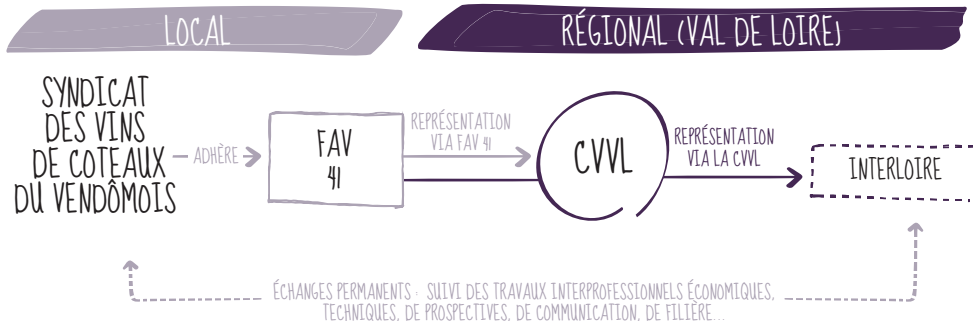 LOCAL
RÉGIONAL (VAL DE LOIRE)
SYNDICAT
DES VINS
DE COTEAUX
DU VENDÔMOIS
ADHÈRE
FAV
41
REPRÉSENTATION
VIA FAV 41
CVVL
REPRÉSENTATION
VIA LA CVVL
INTERLOIRE
ÉCHANGES PERMANENTS : SUIVI DES TRAVAUX INTERPROFESSIONNELS ÉCONOMIQUES,
TECHNIQUES, DE PROSPECTIVES, DE COMMUNICATION, DE FILIÈRE...